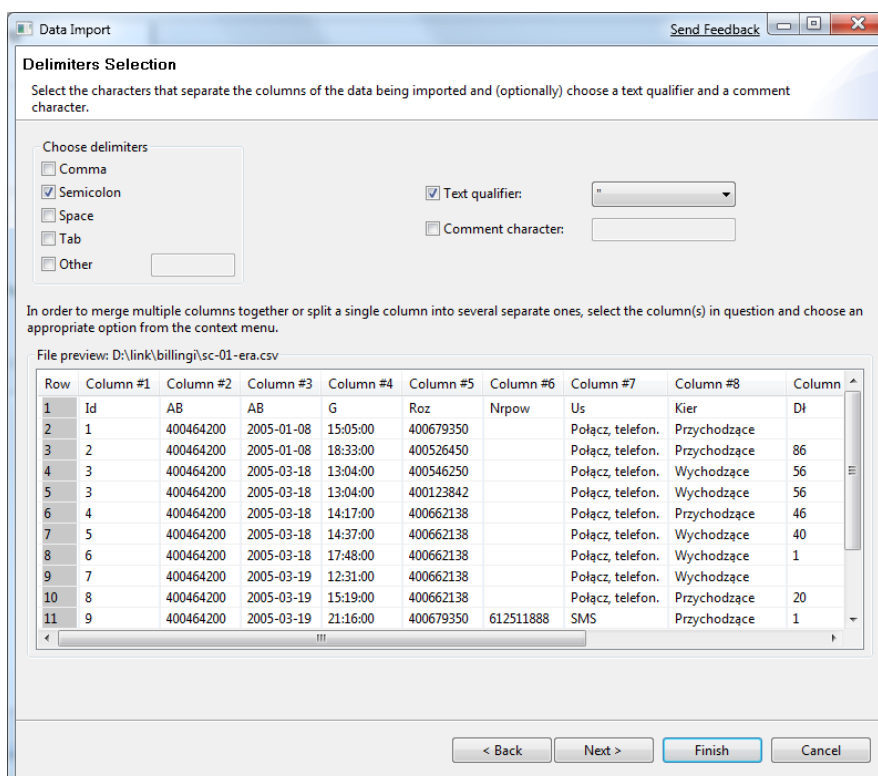 Data Import
Send Feedback
Delimiters Selection
Select the characters that separate the columns of the data being imported and (optionally) choose a text qualifier and a comment
character.
Choose delimiters
Comma
Semicolon
Space
Tab
Other
Text qualifier: "
Comment character:
In order to merge multiple columns together or split a single column into several separate ones, select the column(s) in question and choose an
appropriate option from the context menu.
File preview: D:\link\billingi\sc-01-era.csv
Row Column #1 Column #2 Column #3 Column #4 Column #5 Column #6 Column #7 Column #8 Column
1 Id AB AB G Roz Nrpow Us Kier Dł
2 1 400464200 2005-01-08 15:05:00 400679350 Połącz, telefon. Przychodzące
3 2 400464200 2005-01-08 18:33:00 400526450 Połącz, telefon. Przychodzące 86
4 3 400464200 2005-03-18 13:04:00 400546250 Połącz, telefon. Wychodzące 56
5 3 400464200 2005-03-18 13:04:00 400123842 Połącz, telefon. Wychodzące 56
6 4 400464200 2005-03-18 14:17:00 400662138 Połącz, telefon. Przychodzące 46
7 5 400464200 2005-03-18 14:37:00 400662138 Połącz, telefon. Wychodzące 40
8 6 400464200 2005-03-18 17:48:00 400662138 Połącz, telefon. Wychodzące 1
9 7 400464200 2005-03-19 12:31:00 400662138 Połącz, telefon. Wychodzące
10 8 400464200 2005-03-19 15:19:00 400662138 Połącz, telefon. Przychodzące 20
11 9 400464200 2005-03-19 21:16:00 400679350 612511888 SMS Przychodzące 1
< Back Next > Finish Cancel